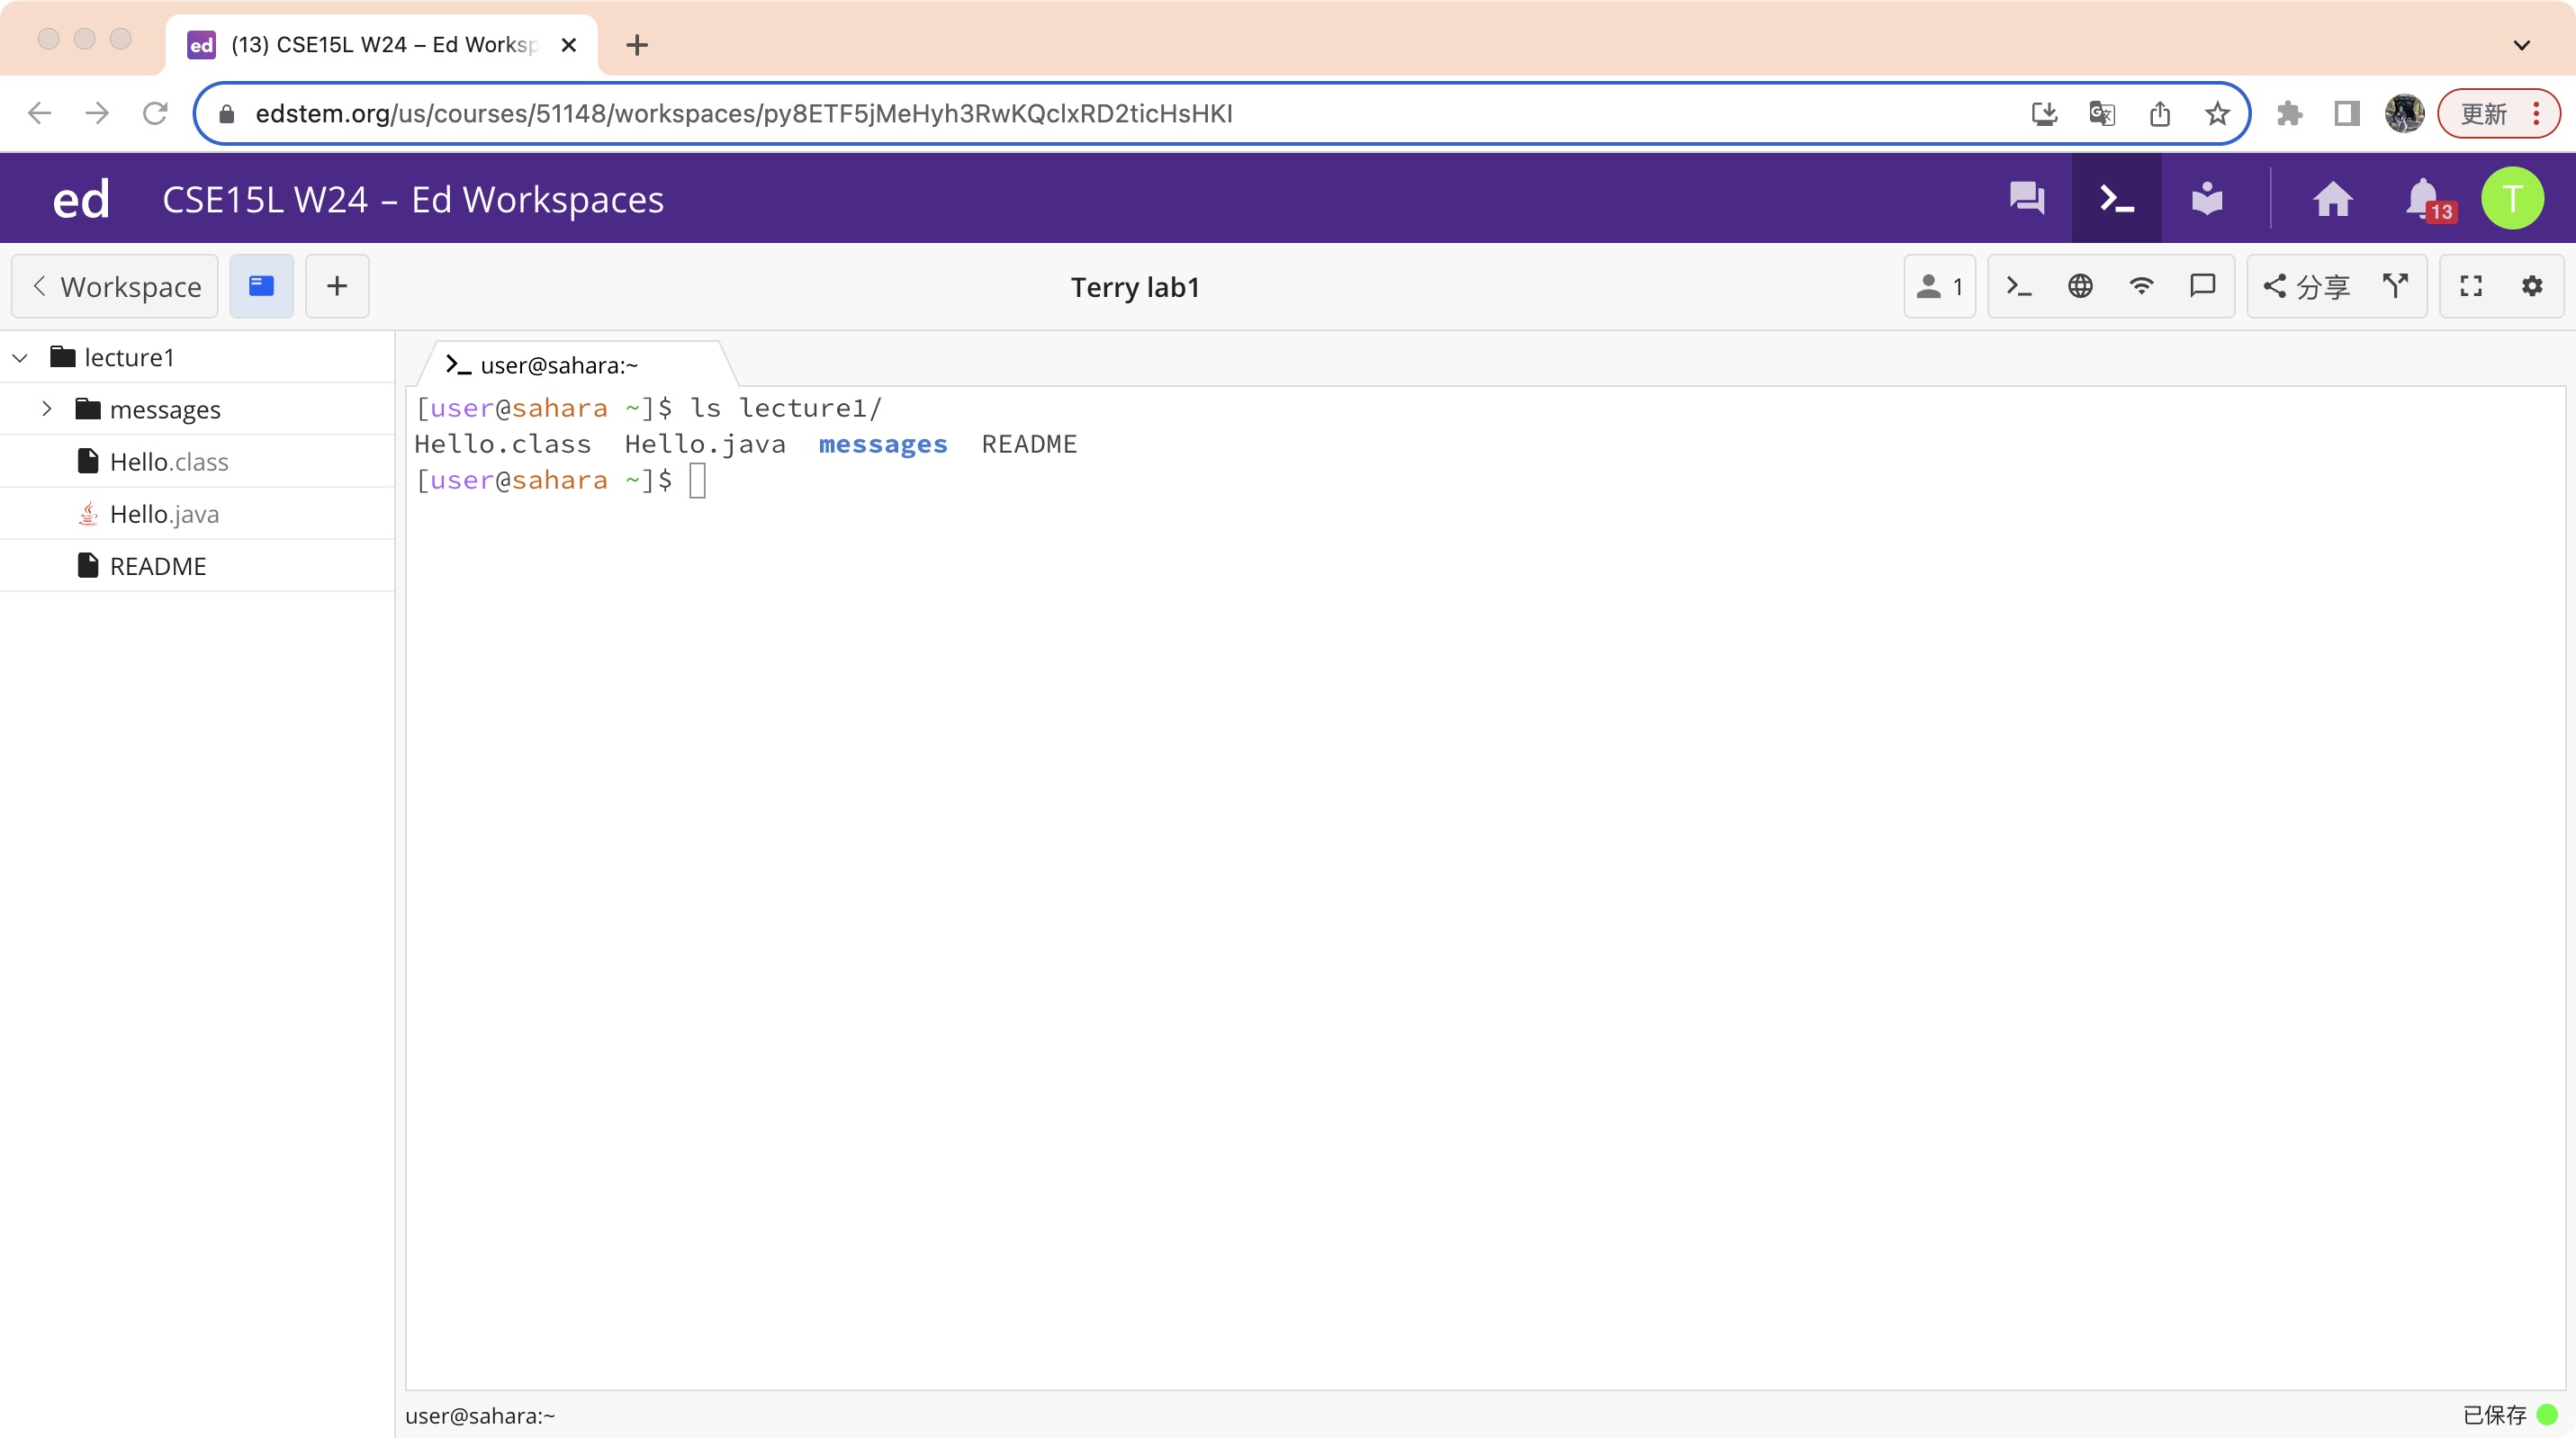 ed (13) CSE15L W24 – Ed Worksp
edstem.org/us/courses/51148/workspaces/py8ETF5jMeHyh3RwKQclxRD2ticHsHKI 更新
ed CSE15L W24 – Ed Workspaces 13 T
Workspace Terry lab1 1 分享
lecture1
messages
Hello.class
Hello.java
README
user@sahara:~
[user@sahara ~]$ ls lecture1/
Hello.class Hello.java messages README
[user@sahara ~]$
user@sahara:~ 已保存